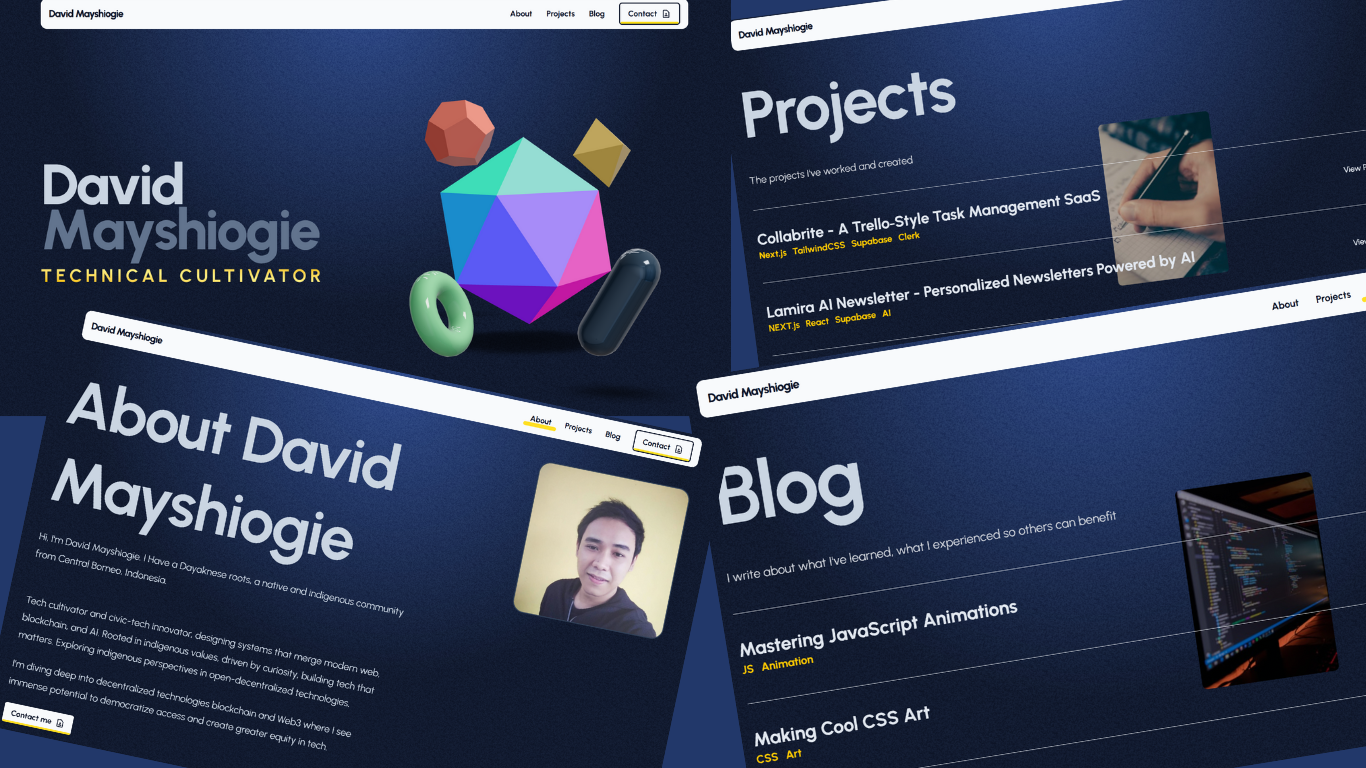 David Mayshiogie
About Projects Blog Contact
David
Mayshiogie
TECHNICAL CULTIVATOR
David Mayshiogie
Projects
The projects I've worked and created
Collabrite - A Trello-Style Task Management SaaS
Next.js TailwindCSS Supabase Clerk
View P
Lamira AI Newsletter - Personalized Newsletters Powered by AI
NEXT.js React Supabase AI
View
David Mayshiogie
About Projects Blog Contact
About David
Mayshiogie
Hi, I'm David Mayshiogie. I Have a Dayaknese roots, a native and indigenous community
from Central Borneo, Indonesia.
Tech cultivator and civic-tech innovator, designing systems that merge modern web,
blockchain, and AI. Rooted in indigenous values, driven by curiosity, building tech that
matters. Exploring indigenous perspectives in open-decentralized technologies,
I'm diving deep into decentralized technologies blockchain and Web3 where I see
immense potential to democratize access and create greater equity in tech.
Contact me
David Mayshiogie
About Projects
Blog
I write about what I've learned, what I experienced so others can benefit
Mastering JavaScript Animations
JS Animation
Making Cool CSS Art
CSS Art